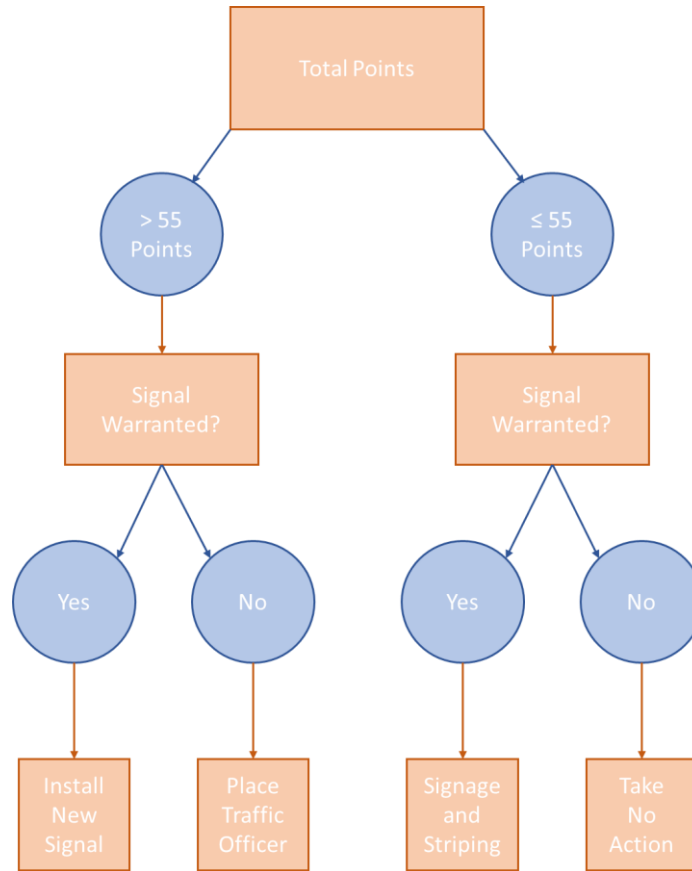 Total Points
> 55
Points
≤ 55
Points
Signal
Warranted?
Signal
Warranted?
Yes
No
Yes
No
Install
New
Signal
Place
Traffic
Officer
Signage
and
Striping
Take
No
Action